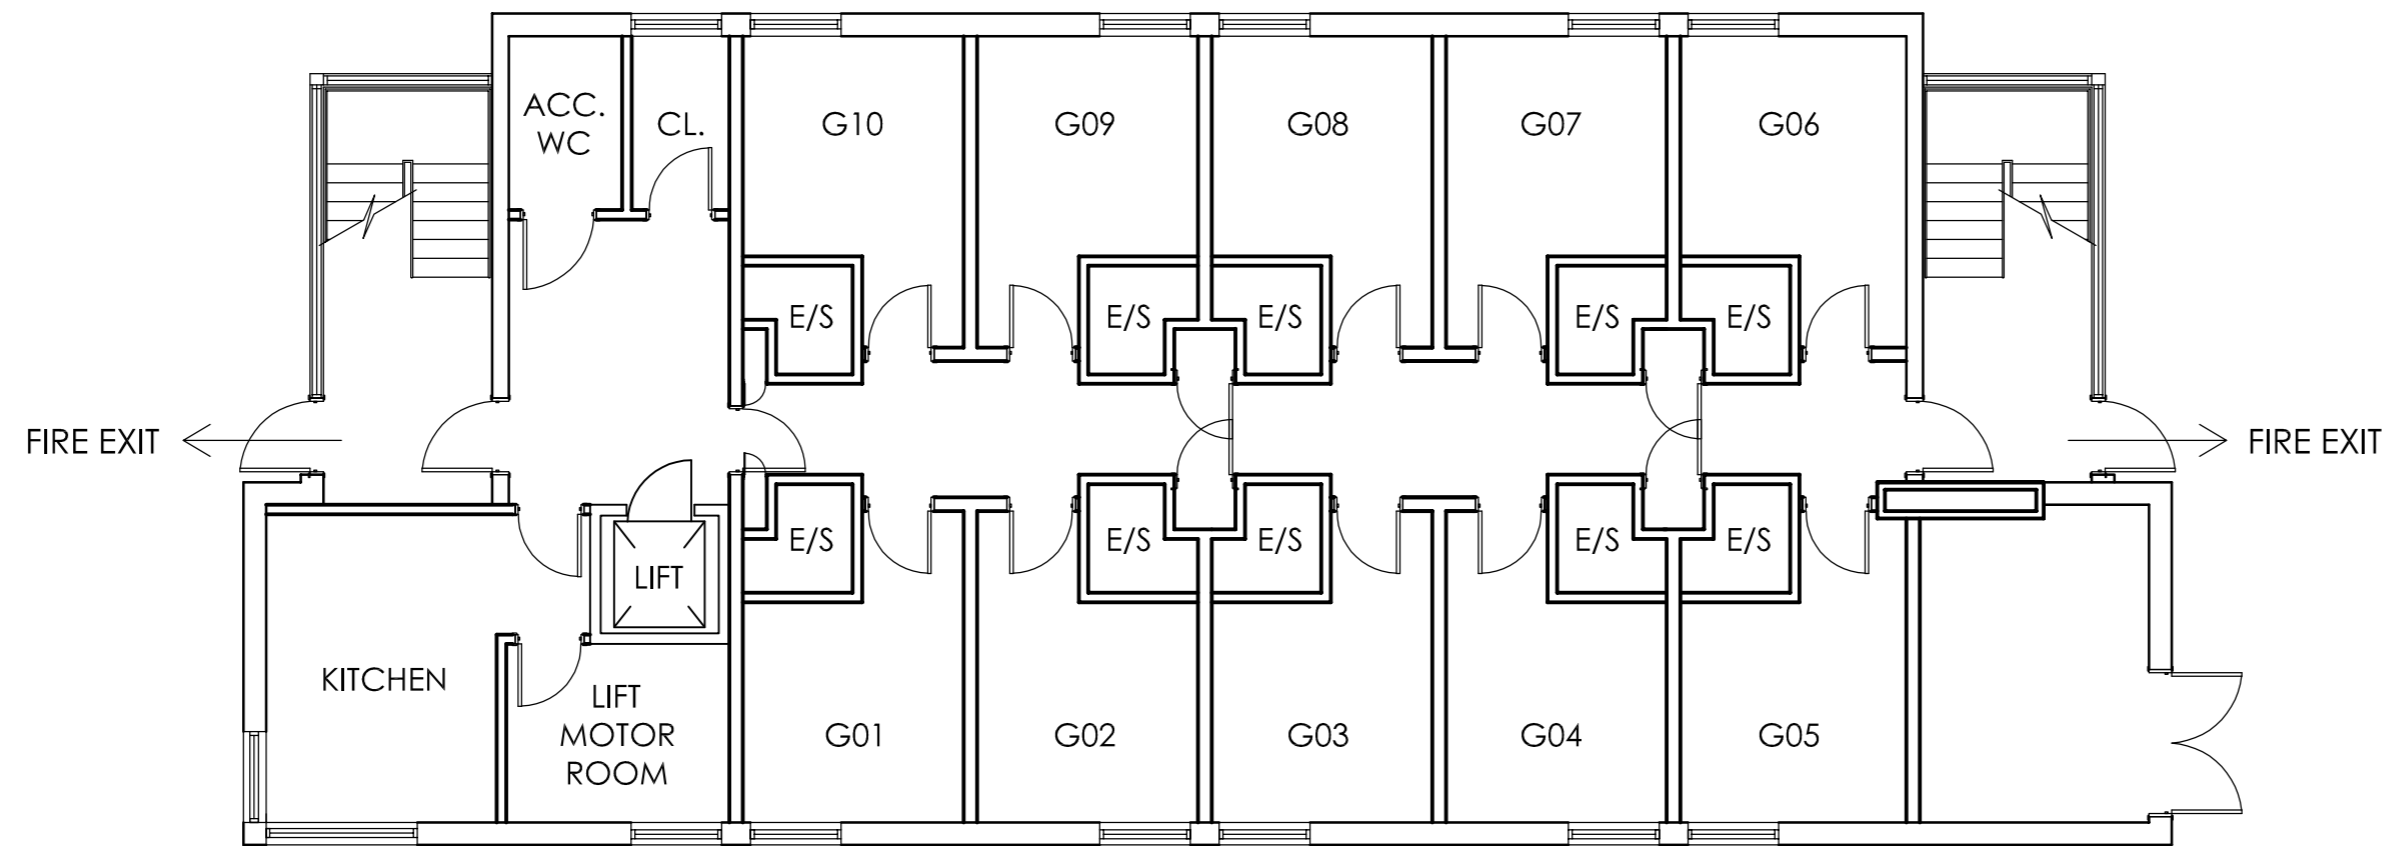 ACC.
WC
CL.
G10
G09
G08
G07
G06
E/S
E/S
E/S
E/S
E/S
FIRE EXIT
FIRE EXIT
E/S
E/S
E/S
E/S
E/S
LIFT
KITCHEN
LIFT
MOTOR
ROOM
G01
G02
G03
G04
G05